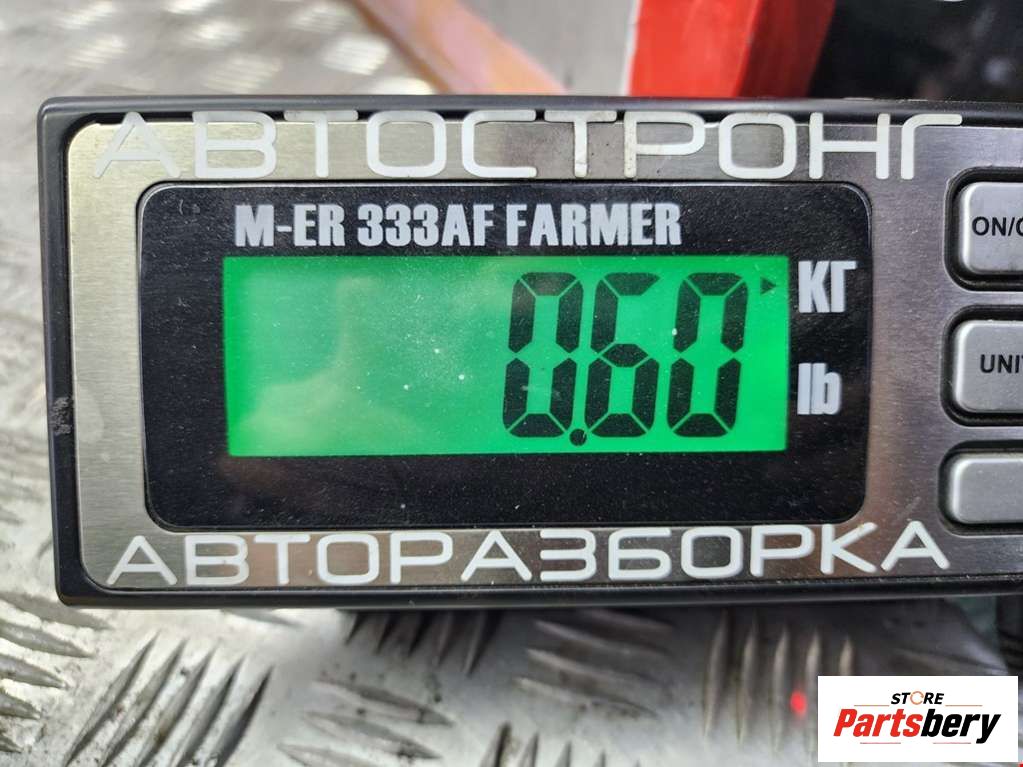 АВТОСТРОНГ
M-ER 333AF FARMER
0.60
КГ
lb
ON/
UNI
АВТОРАЗБОРКА
STORE
Partsbery